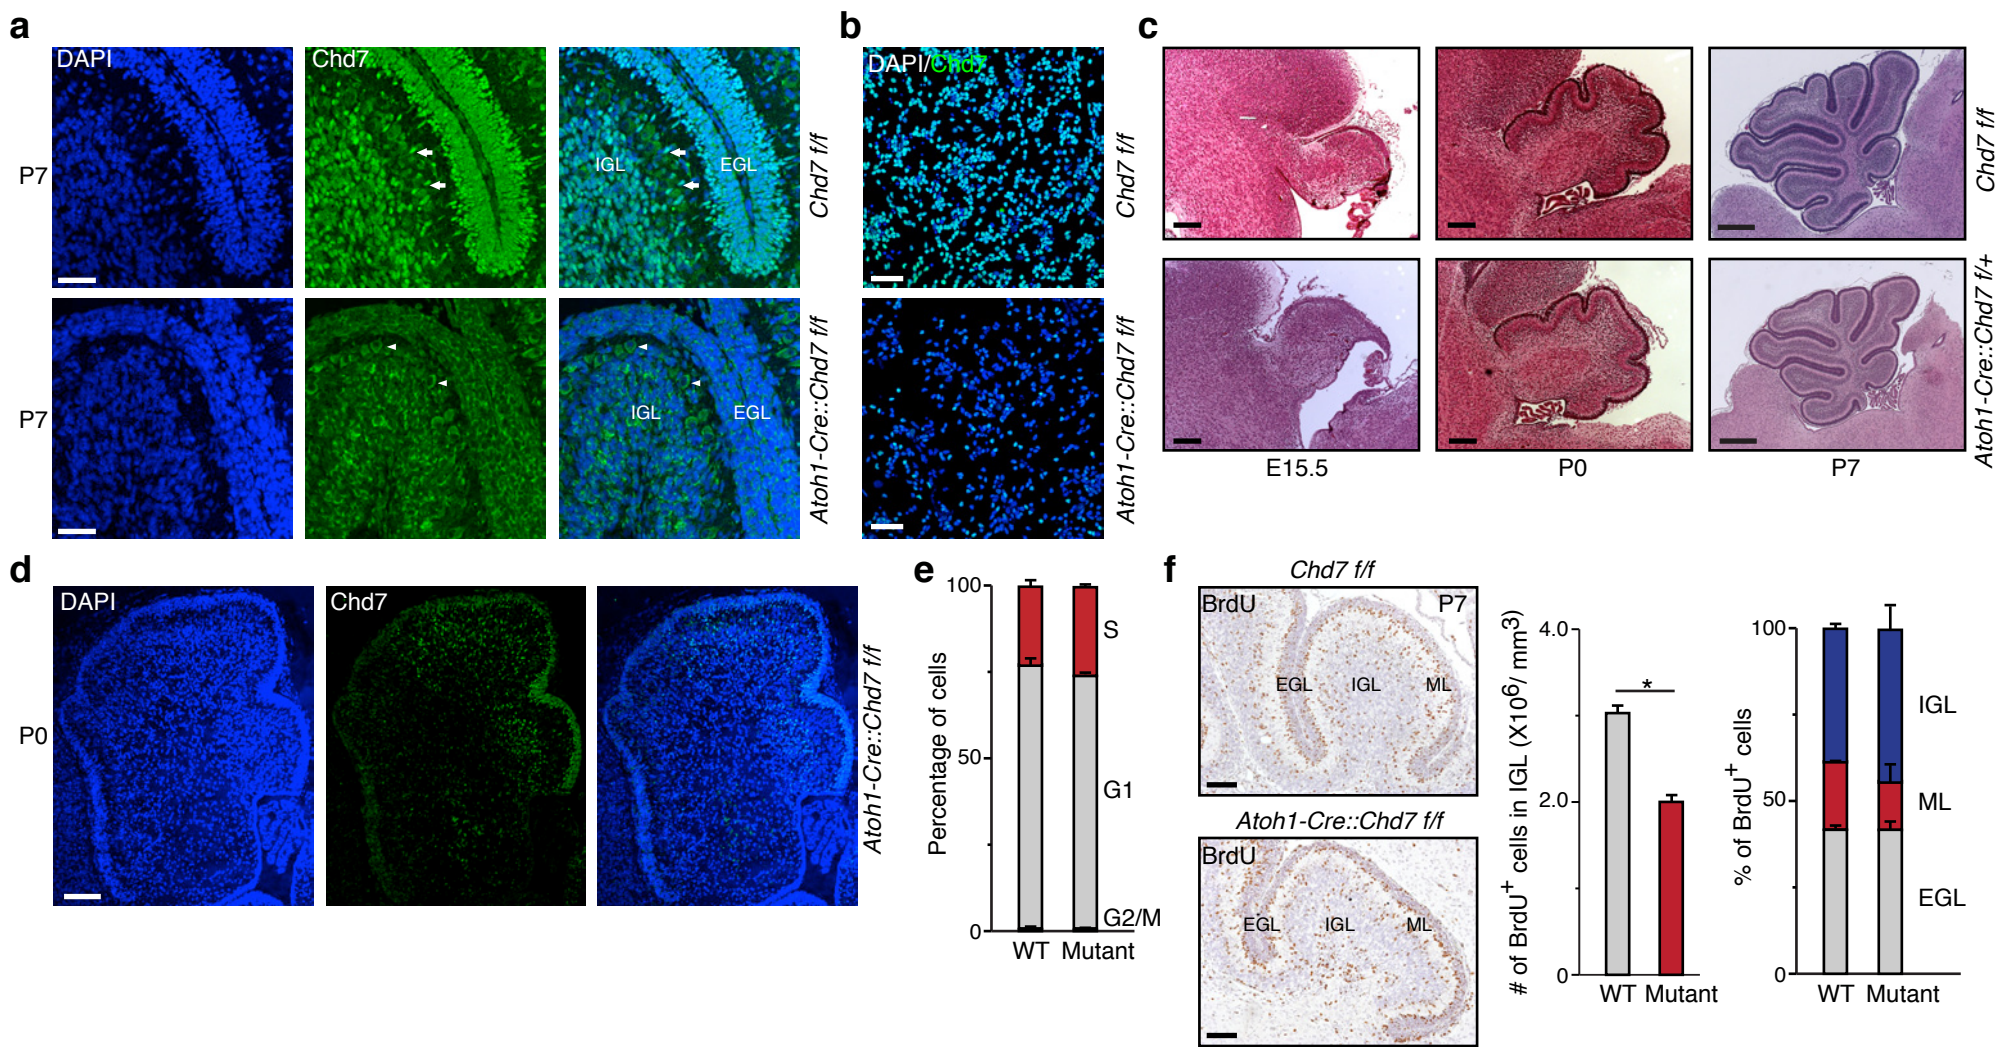 a
DAPI
Chd7
P7
IGL
EGL
Chd7 f/f
P7
IGL
EGL
Atoh1-Cre::Chd7 f/f
b
DAPI/Chd7
Chd7 f/f
Atoh1-Cre::Chd7 f/f
c
Chd7 f/f
Atoh1-Cre::Chd7 f/+
E15.5
P0
P7
d
DAPI
Chd7
P0
Atoh1-Cre::Chd7 f/f
e
Percentage of cells
100
50
0
S
G1
G2/M
WT
Mutant
f
Chd7 f/f
BrdU
P7
EGL
IGL
ML
Atoh1-Cre::Chd7 f/f
BrdU
EGL
IGL
ML
# of BrdU+ cells in IGL (X10^6/ mm^3)
4.0
2.0
0
*
WT
Mutant
% of BrdU+ cells
100
50
0
IGL
ML
EGL
WT
Mutant